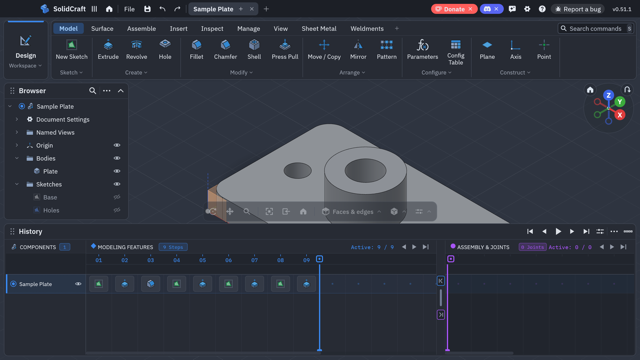 SolidCraft File Sample Plate Donate Report a bug v0.51.1
Model Surface Assemble Insert Inspect Manage View Sheet Metal Weldments Search commands
Design
Workspace
New Sketch Extrude Revolve Hole Fillet Chamfer Shell Press Pull Move / Copy Mirror Pattern Parameters Config Table Plane Axis Point
Sketch Create Modify Arrange Configure Construct
Browser
Sample Plate
Document Settings
Named Views
Origin
Bodies
Plate
Sketches
Base
Holes
Z
Y
X
Faces & edges
History
COMPONENTS 1 MODELING FEATURES Steps Active: 9 / 9 ASSEMBLY & JOINTS Joints Active: 0 / 0
01 02 03 04 05 06 07 08 09
Sample Plate